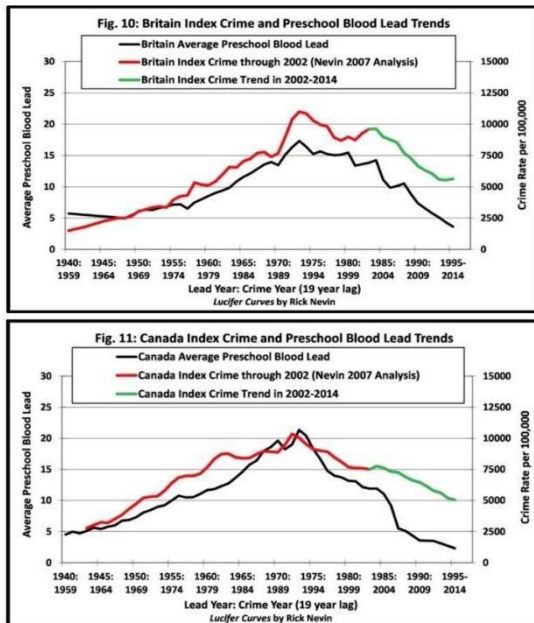 Fig. 10: Britain Index Crime and Preschool Blood Lead Trends
Britain Average Preschool Blood Lead
Britain Index Crime through 2002 (Nevin 2007 Analysis)
Britain Index Crime Trend in 2002-2014
30 15000
25 12500
20 10000
15 7500
10 5000
5 2500
0 0
Average Preschool Blood Lead
Crime Rate per 100,000
1940: 1945: 1950: 1955: 1960: 1965: 1970: 1975: 1980: 1985: 1990: 1995:
1959 1964 1969 1974 1979 1984 1989 1994 1999 2004 2009 2014
Lead Year: Crime Year (19 year lag)
Lucifer Curves by Rick Nevin
Fig. 11: Canada Index Crime and Preschool Blood Lead Trends
Canada Average Preschool Blood Lead
Canada Index Crime through 2002 (Nevin 2007 Analysis)
Canada Index Crime Trend in 2002-2014
30 15000
25 12500
20 10000
15 7500
10 5000
5 2500
0 0
Average Preschool Blood Lead
Crime Rate per 100,000
1940: 1945: 1950: 1955: 1960: 1965: 1970: 1975: 1980: 1985: 1990: 1995:
1959 1964 1969 1974 1979 1984 1989 1994 1999 2004 2009 2014
Lead Year: Crime Year (19 year lag)
Lucifer Curves by Rick Nevin